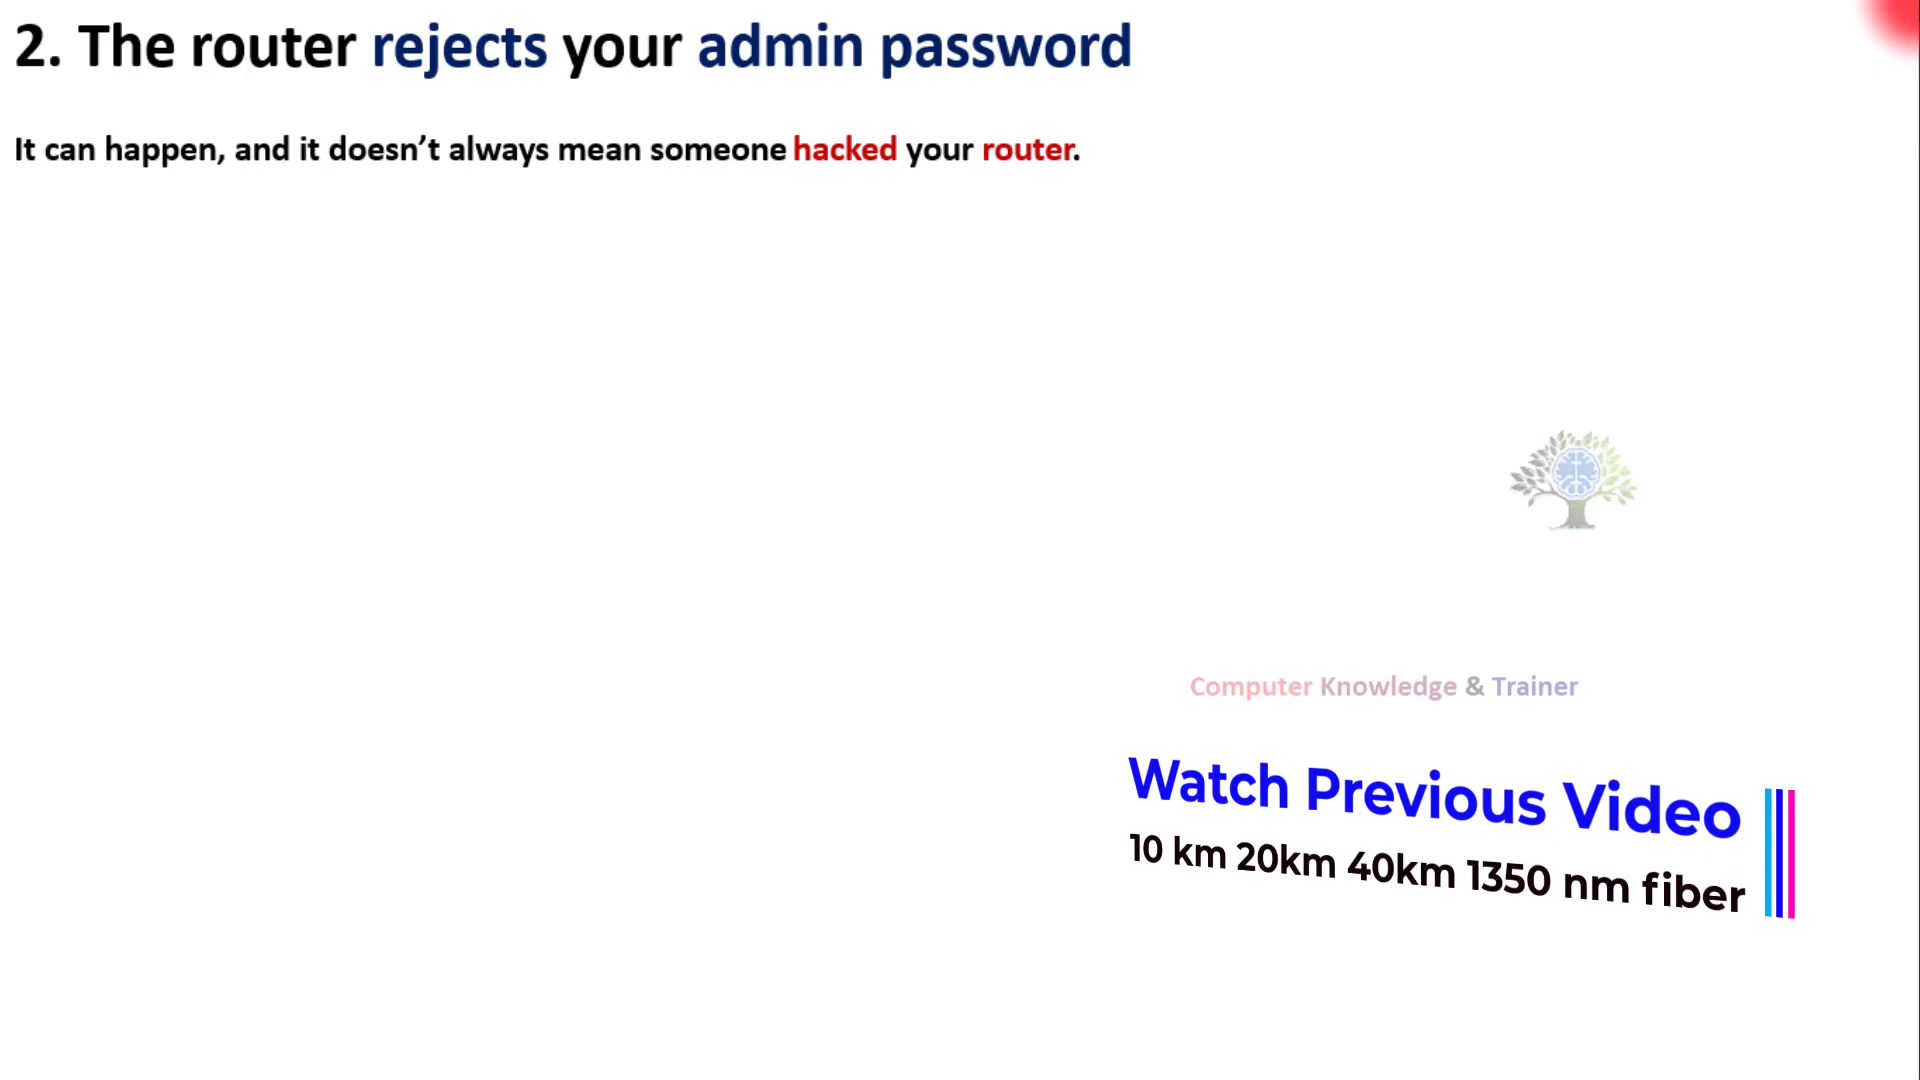 2. The router rejects your admin password
It can happen, and it doesn’t always mean someone hacked your router.
Computer Knowledge & Trainer
Watch Previous Video
10 km 20km 40km 1350 nm fiber